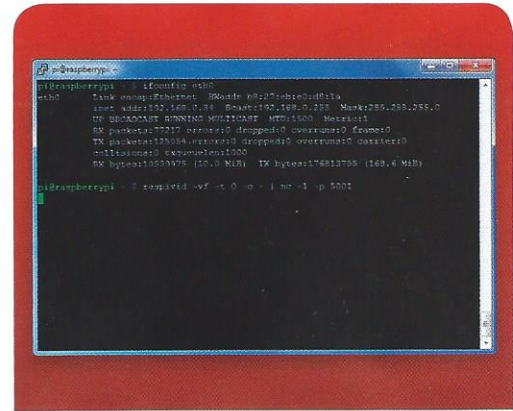 pi@raspberrypi ~
pi@raspberrypi ~ $ ifconfig eth0
eth0 Link encap:Ethernet HWaddr b8:27:eb:e0:d8:1a
inet addr:192.168.0.84 Bcast:192.168.0.255 Mask:255.255.255.0
UP BROADCAST RUNNING MULTICAST MTU:1500 Metric:1
RX packets:77217 errors:0 dropped:0 overruns:0 frame:0
TX packets:125054 errors:0 dropped:0 overruns:0 carrier:0
collisions:0 txqueuelen:1000
RX bytes:10539975 (10.0 MiB) TX bytes:176813755 (168.6 MiB)
pi@raspberrypi ~ $ raspivid -vf -t 0 -o - | nc -l -p 5001